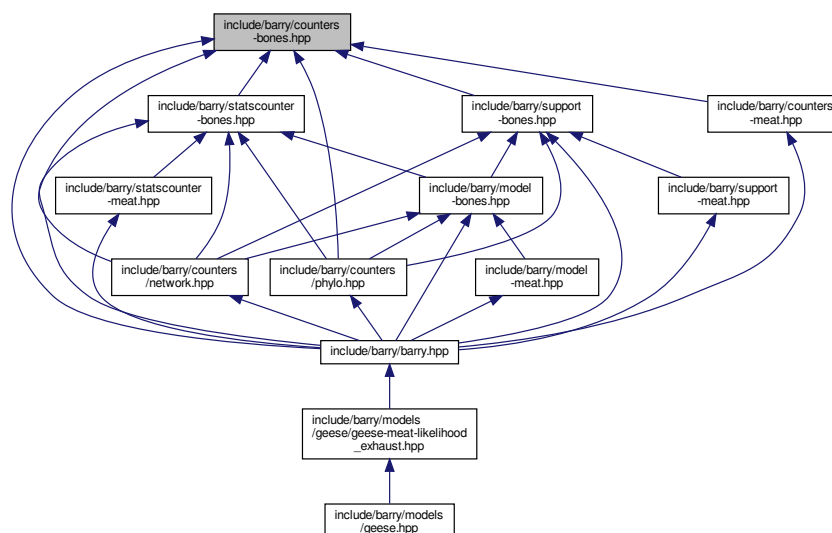 include/barry/counters
-bones.hpp
include/barry/statscounter
-bones.hpp
include/barry/support
-bones.hpp
include/barry/counters
-meat.hpp
include/barry/statscounter
-meat.hpp
include/barry/model
-bones.hpp
include/barry/support
-meat.hpp
include/barry/counters
/network.hpp
include/barry/counters
/phylo.hpp
include/barry/model
-meat.hpp
include/barry/barry.hpp
include/barry/models
/geese/geese-meat-likelihood
_exhaust.hpp
include/barry/models
/geese.hpp